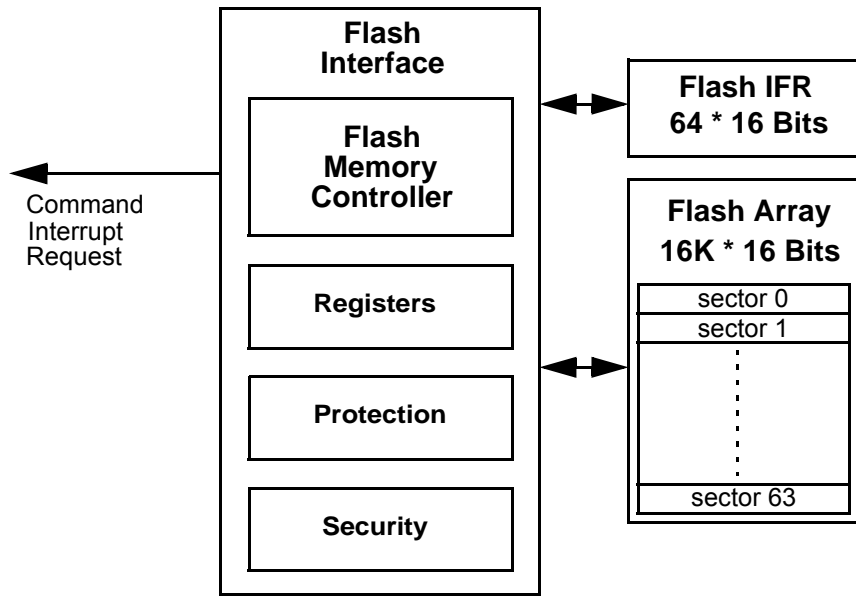 Flash
Interface
Flash
Memory
Controller
Registers
Protection
Security
Command
Interrupt
Request
Flash IFR
64 * 16 Bits
Flash Array
16K * 16 Bits
sector 0
sector 1
sector 63